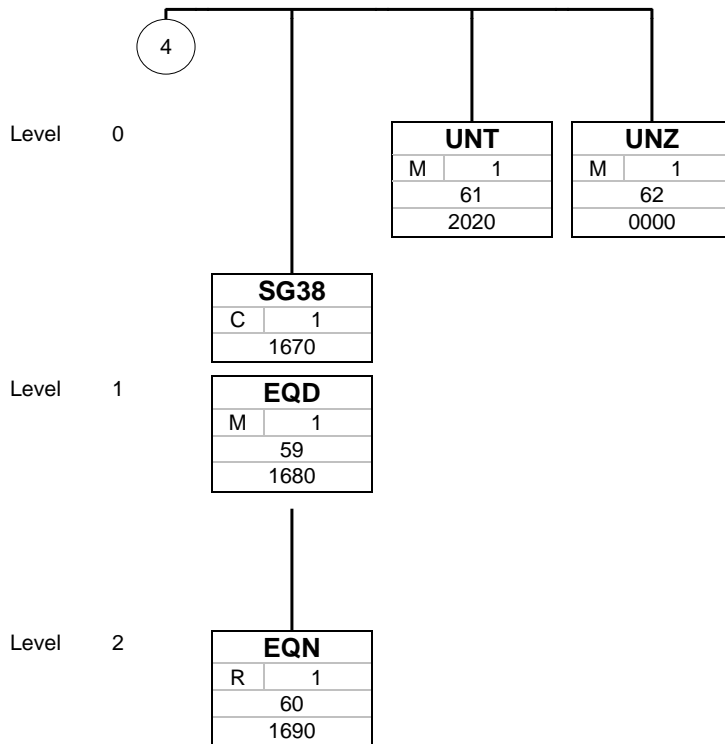 4
Level 0
UNT
M 1
61
2020
UNZ
M 1
62
0000
SG38
C 1
1670
Level 1
EQD
M 1
59
1680
Level 2
EQN
R 1
60
1690